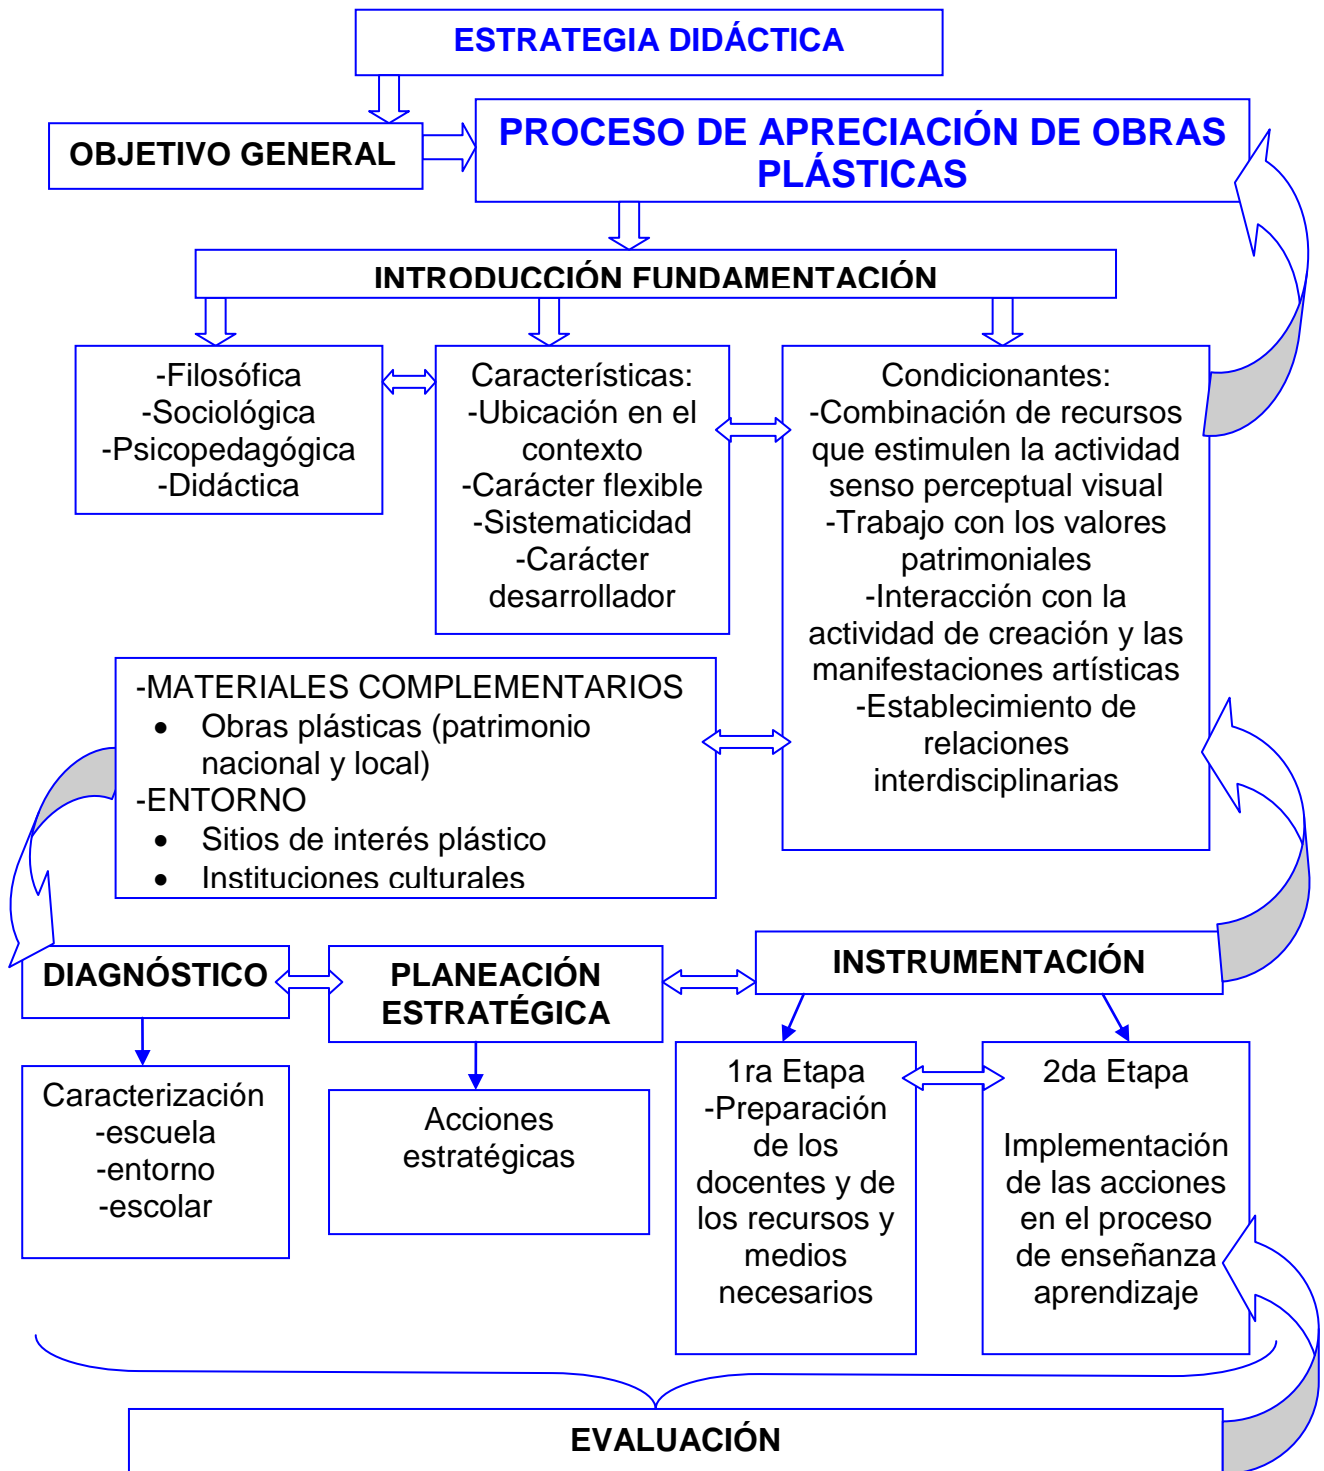 ESTRATEGIA DIDÁCTICA
OBJETIVO GENERAL
PROCESO DE APRECIACIÓN DE OBRAS
PLÁSTICAS
INTRODUCCIÓN FUNDAMENTACIÓN
-Filosófica
-Sociológica
-Psicopedagógica
-Didáctica
Características:
-Ubicación en el
contexto
-Carácter flexible
-Sistematicidad
-Carácter
desarrollador
Condicionantes:
-Combinación de recursos
que estimulen la actividad
senso perceptual visual
-Trabajo con los valores
patrimoniales
-Interacción con la
actividad de creación y las
manifestaciones artísticas
-Establecimiento de
relaciones
interdisciplinarias
-MATERIALES COMPLEMENTARIOS
• Obras plásticas (patrimonio
nacional y local)
-ENTORNO
• Sitios de interés plástico
• Instituciones culturales
DIAGNÓSTICO
PLANEACIÓN
ESTRATÉGICA
INSTRUMENTACIÓN
Caracterización
-escuela
-entorno
-escolar
Acciones
estratégicas
1ra Etapa
-Preparación
de los
docentes y de
los recursos y
medios
necesarios
2da Etapa
Implementación
de las acciones
en el proceso
de enseñanza
aprendizaje
EVALUACIÓN